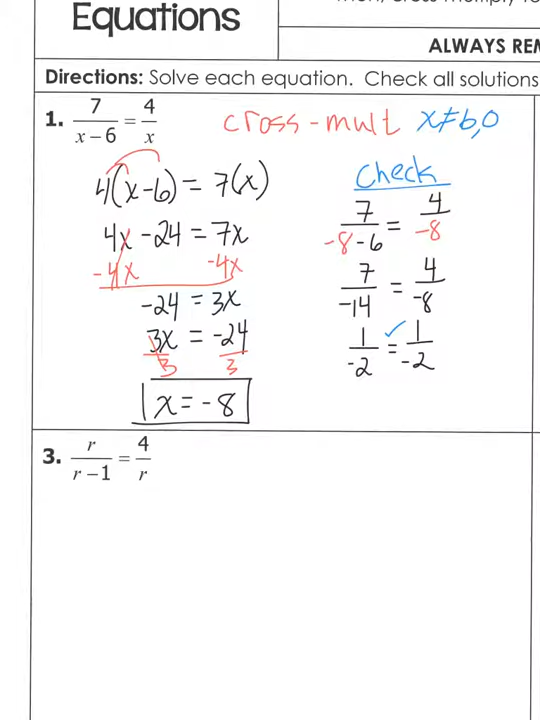 Equations
ALWAYS REM
Directions: Solve each equation. Check all solutions
1. 7/(x – 6) = 4/x
cross-mult x≠6,0
4(x-6) = 7(x)
4x -24 = 7x
-4x -4x
-24 = 3x
3x = -24
3 3
x = -8
Check
7/(-8-6) = 4/-8
7/-14 = 4/-8
1/-2 = 1/-2 ✓
3. r/(r – 1) = 4/r